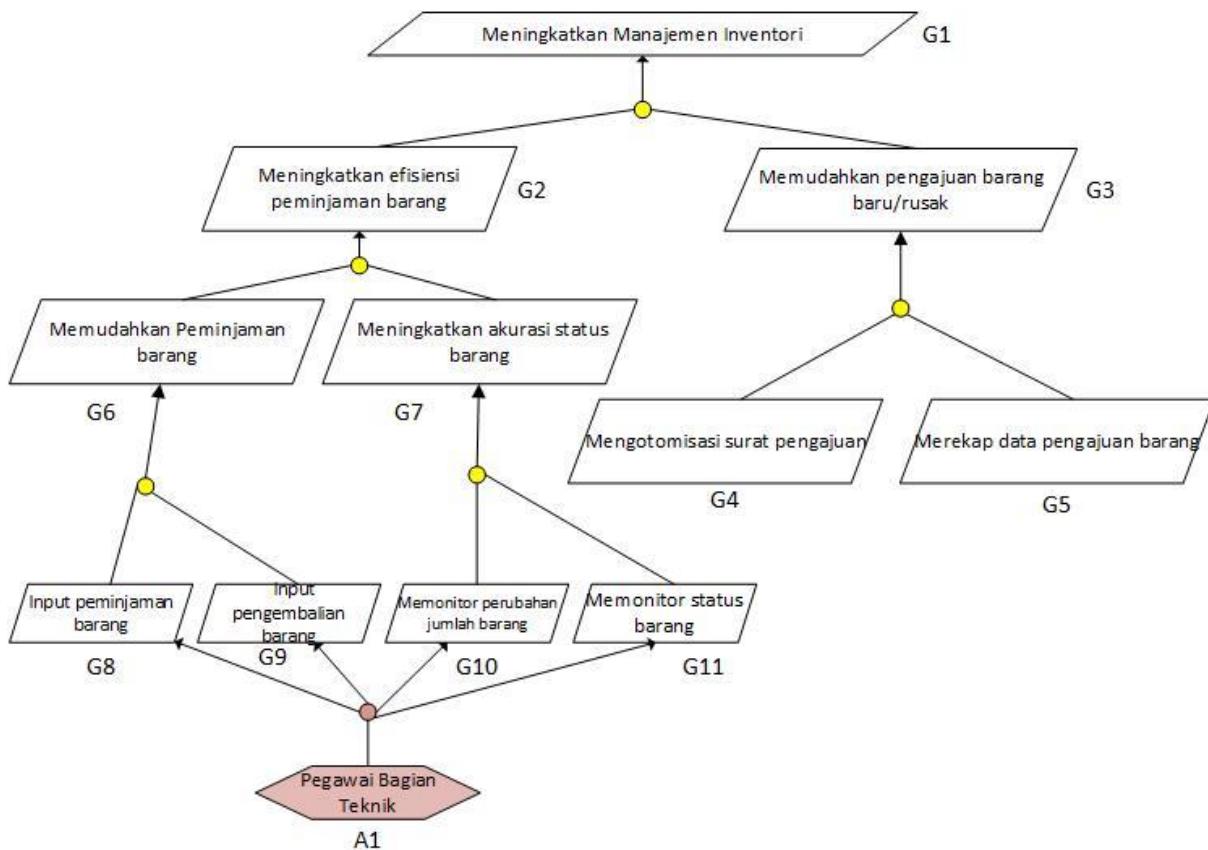 Meningkatkan Manajemen Inventori
G1
Meningkatkan efisiensi
peminjaman barang
G2
Memudahkan pengajuan barang
baru/rusak
G3
Memudahkan Peminjaman
barang
G6
Meningkatkan akurasi status
barang
G7
Mengotomisasi surat pengajuan
G4
Merekap data pengajuan barang
G5
Input peminjaman
barang
G8
Input
pengembalian
barang
G9
Memonitor perubahan
jumlah barang
G10
Memonitor status
barang
G11
Pegawai Bagian
Teknik
A1